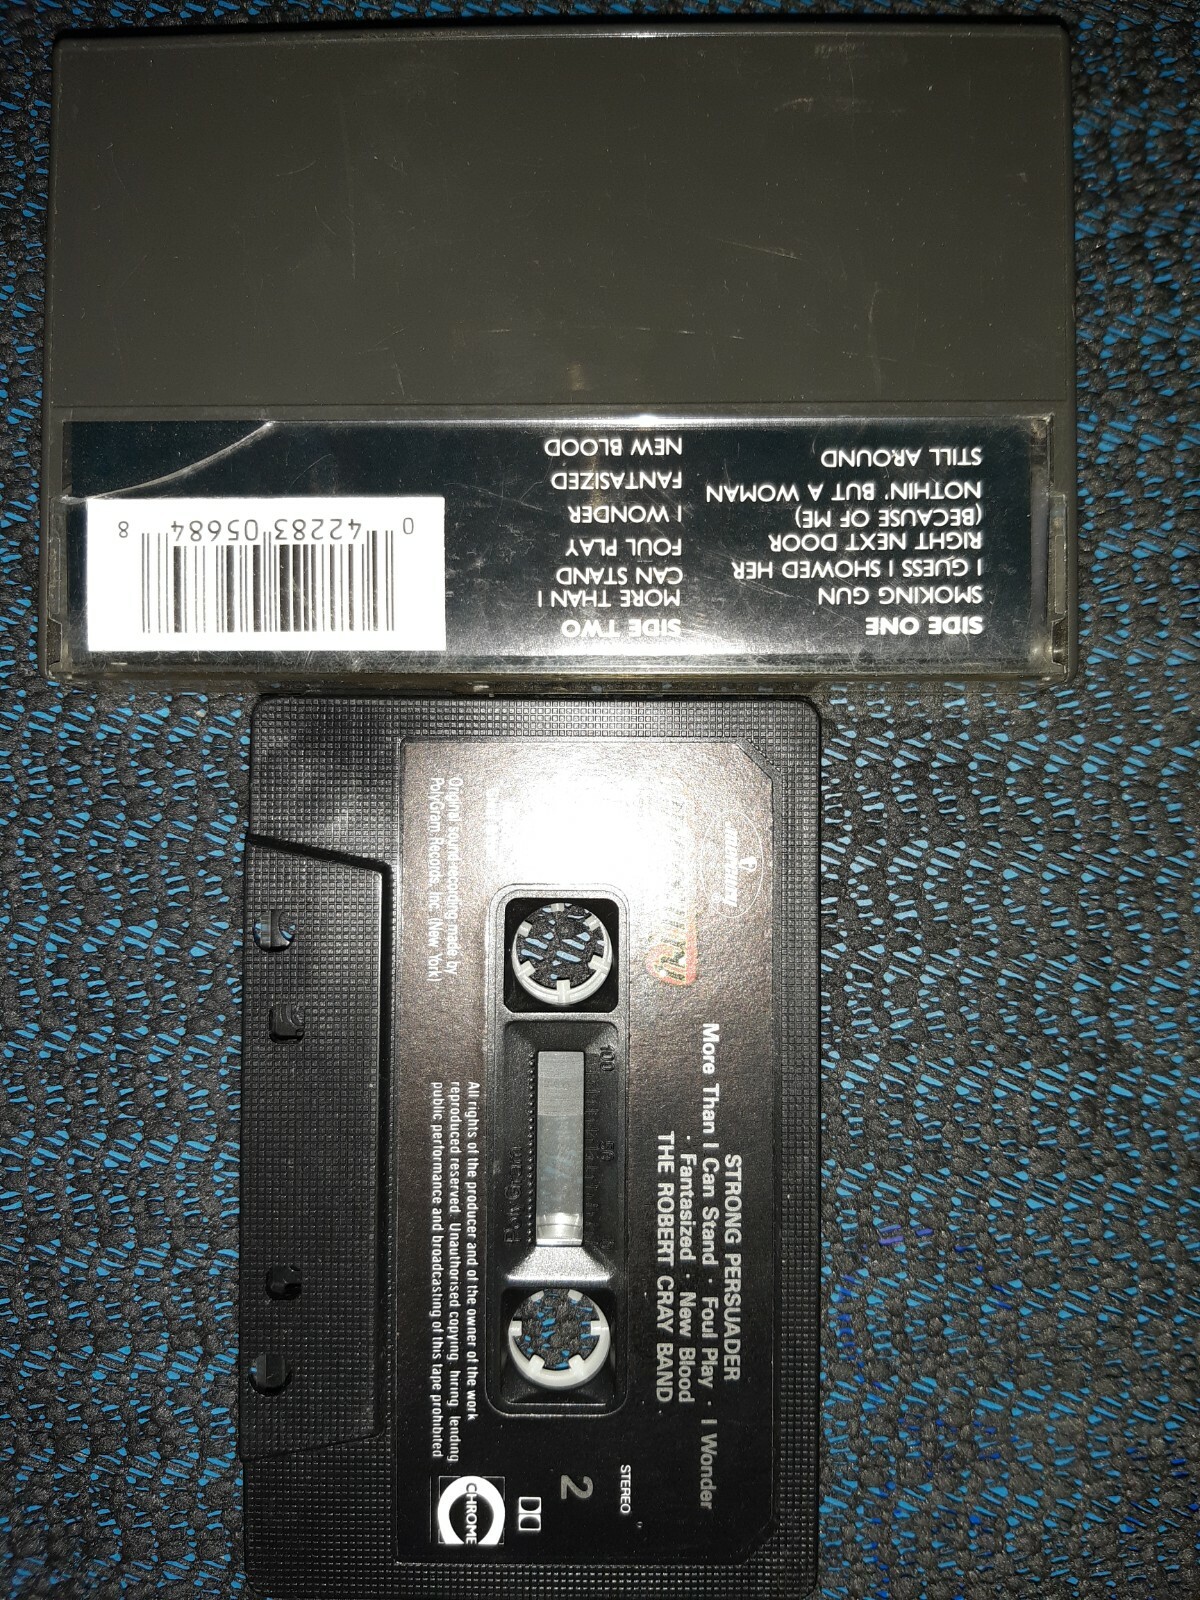 SIDE ONE
SMOKING GUN
I GUESS I SHOWED HER
RIGHT NEXT DOOR
(BECAUSE OF ME)
NOTHIN' BUT A WOMAN
STILL AROUND
SIDE TWO
MORE THAN I
CAN STAND
FOUL PLAY
I WONDER
FANTASIZED
NEW BLOOD
0 42283 05684 8
mercury
STRONG PERSUADER
More Than I Can Stand · Foul Play · I Wonder
· Fantasized · New Blood
THE ROBERT CRAY BAND
STEREO
2
100
50
0
PolyGram
Original sound recording made by
PolyGram Records, Inc. (New York)
All rights of the producer and of the owner of the work
reproduced reserved. Unauthorised copying, hiring, lending
public performance and broadcasting of this tape prohibited
CHROME